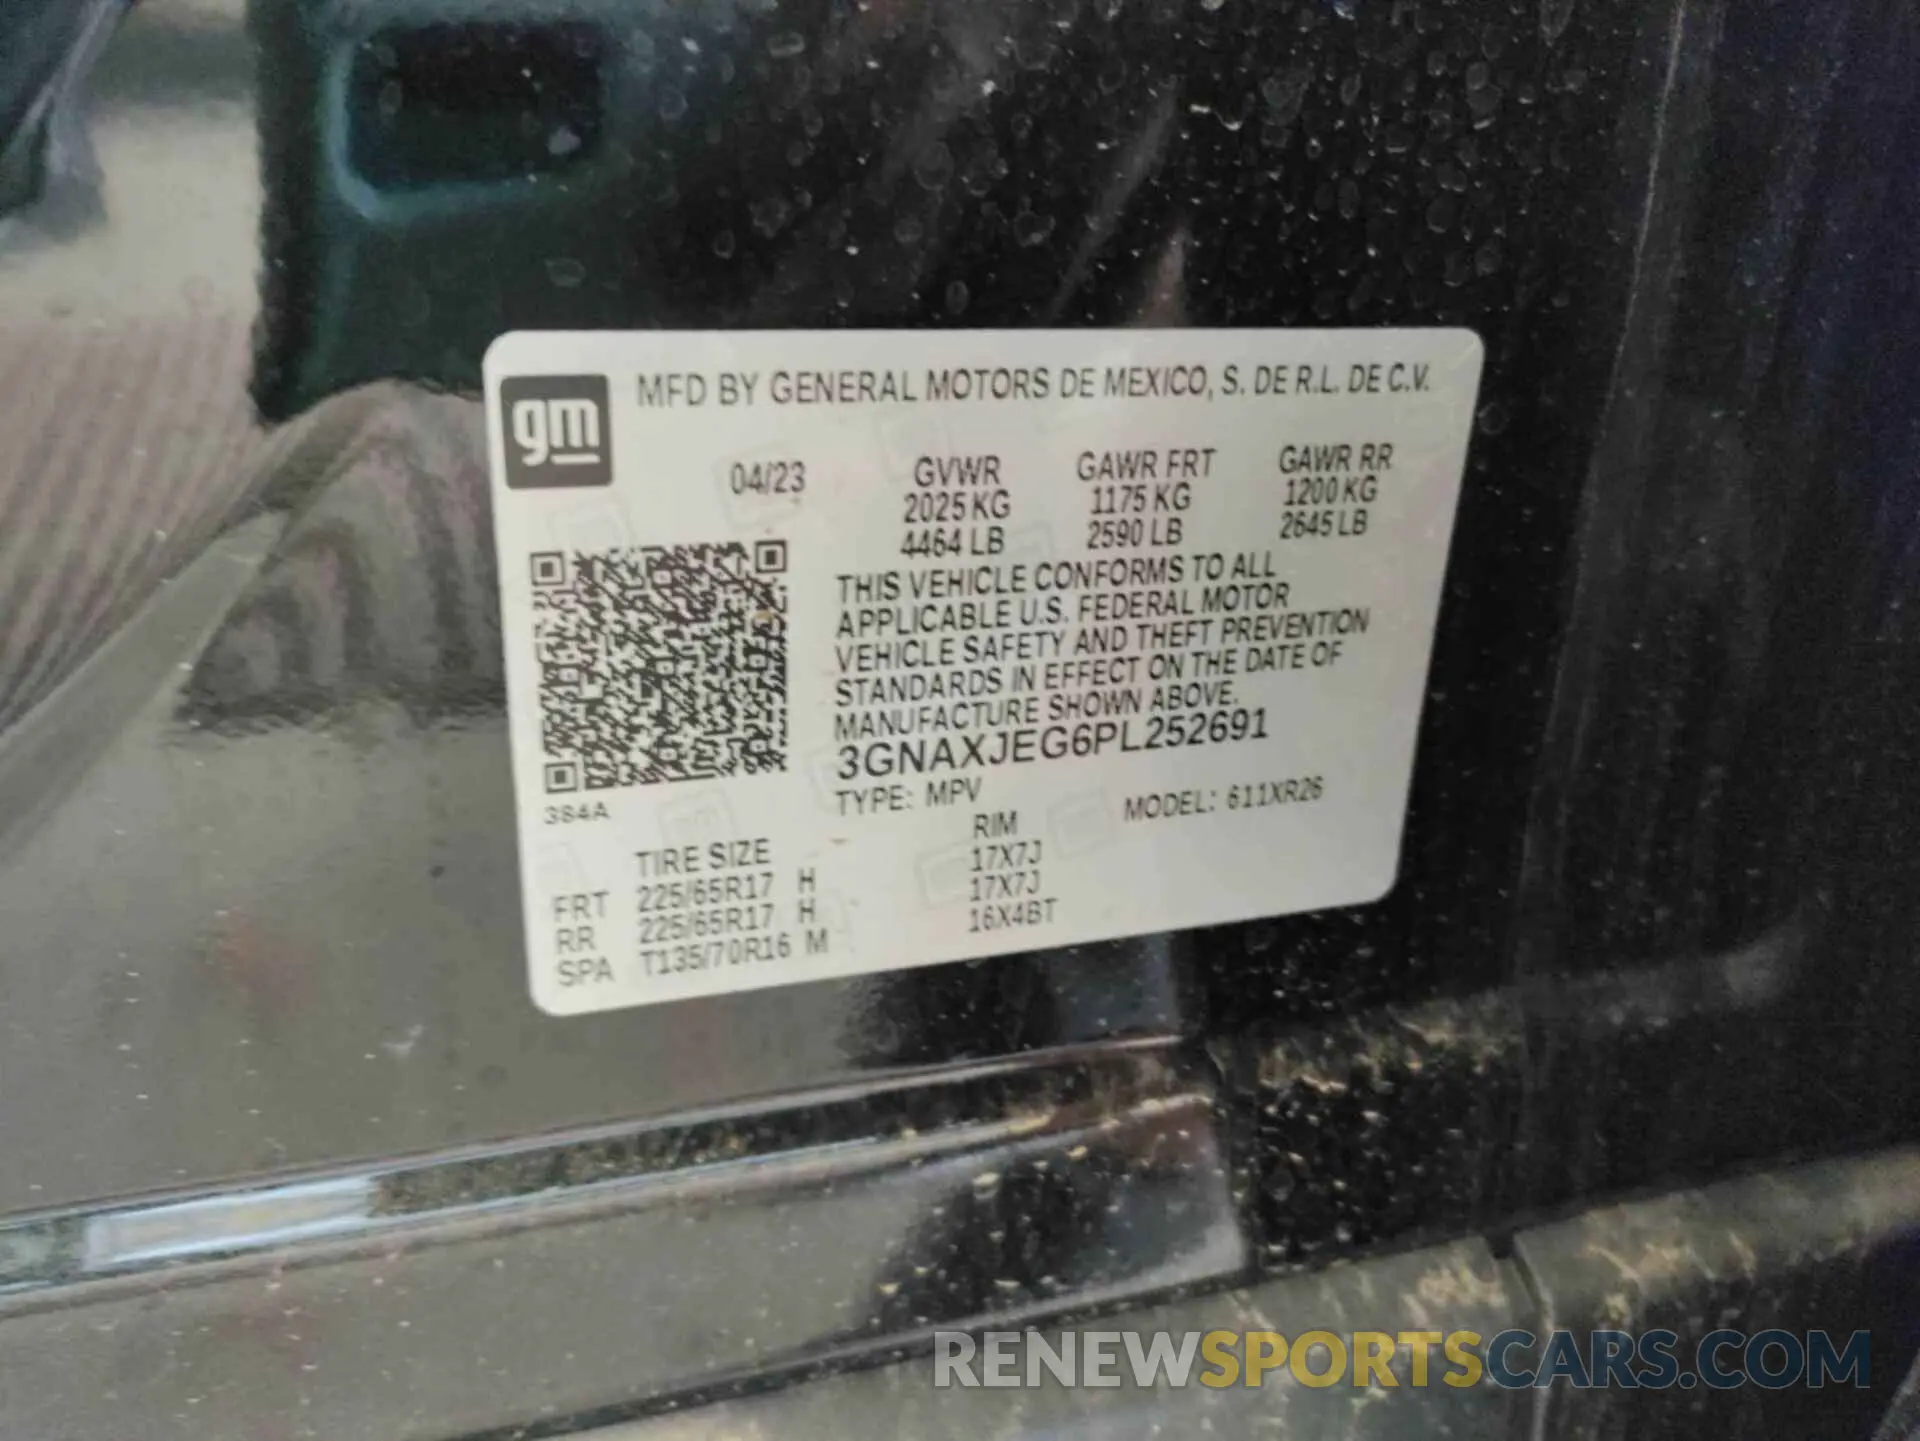 gm
MFD BY GENERAL MOTORS DE MEXICO, S. DE R.L. DE C.V.
04/23 GVWR GAWR FRT GAWR RR
2025 KG 1175 KG 1200 KG
4464 LB 2590 LB 2645 LB
THIS VEHICLE CONFORMS TO ALL
APPLICABLE U.S. FEDERAL MOTOR
VEHICLE SAFETY AND THEFT PREVENTION
STANDARDS IN EFFECT ON THE DATE OF
MANUFACTURE SHOWN ABOVE.
3GNAXJEG6PL252691
384A TYPE: MPV MODEL: 611XR26
TIRE SIZE RIM
FRT 225/65R17 H 17X7J
RR 225/65R17 H 17X7J
SPA T135/70R16 M 16X4BT
RENEWSPORTSCARS.COM